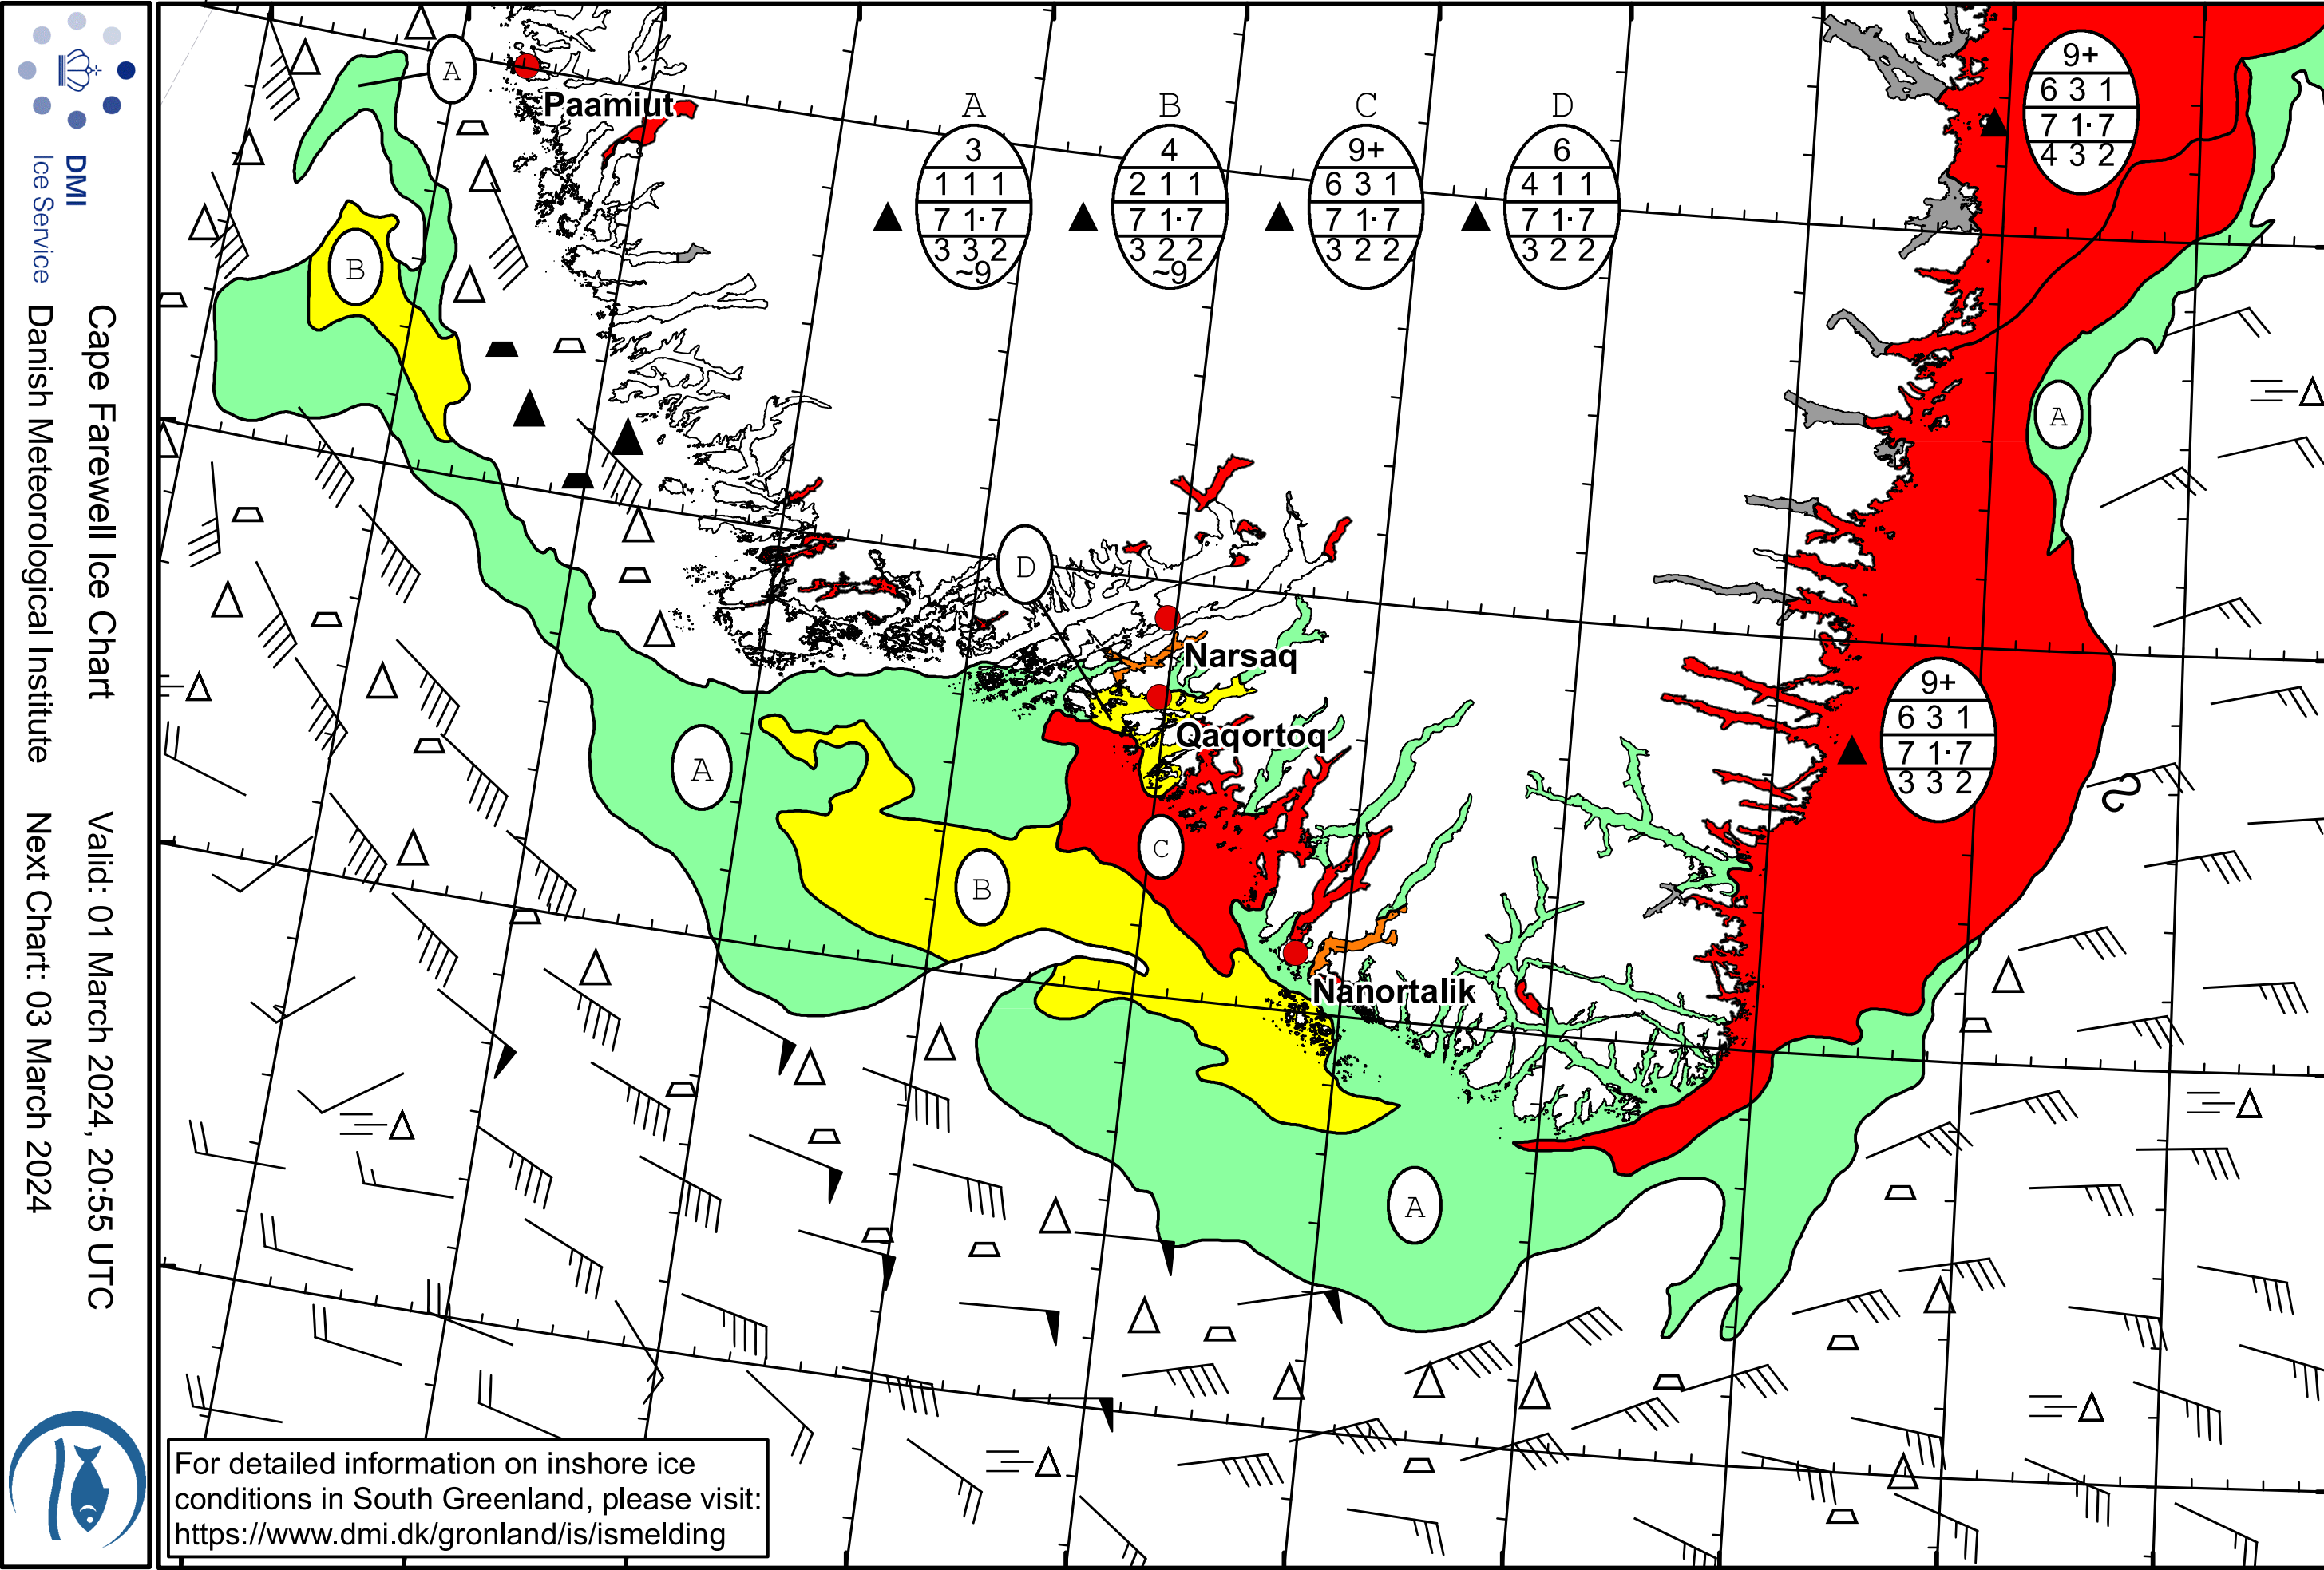 DMI
Ice Service
Cape Farewell Ice Chart
Danish Meteorological Institute
Valid: 01 March 2024, 20:55 UTC
Next Chart: 03 March 2024
A
B
Paamiut
A
3
1 1 1
7 1· 7
3 3 2
~9
B
4
2 1 1
7 1· 7
3 2 2
~9
C
9+
6 3 1
7 1· 7
3 2 2
D
6
4 1 1
7 1· 7
3 2 2
9+
6 3 1
7 1· 7
4 3 2
A
D
Narsaq
Qaqortoq
A
B
C
9+
6 3 1
7 1· 7
3 3 2
Nanortalik
A
For detailed information on inshore ice
conditions in South Greenland, please visit:
https://www.dmi.dk/gronland/is/ismelding